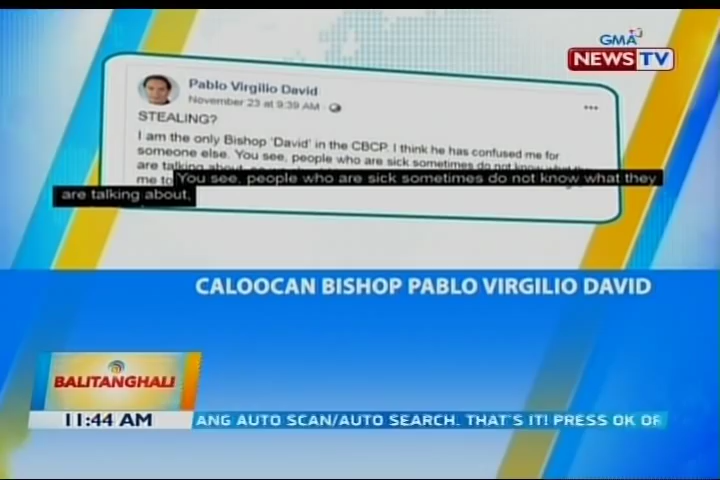 GMA
NEWS TV
Pablo Virgilio David
November 23 at 9:39 AM
STEALING?
I am the only Bishop 'David' in the CBCP. I think he has confused me for
someone else. You see, people who are sick sometimes do not know what they
are talking about,
me to
You see, people who are sick sometimes do not know what they
are talking about,
CALOOCAN BISHOP PABLO VIRGILIO DAVID
BALITANGHALI
11:44 AM
ANG AUTO SCAN/AUTO SEARCH. THAT'S IT! PRESS OK OF